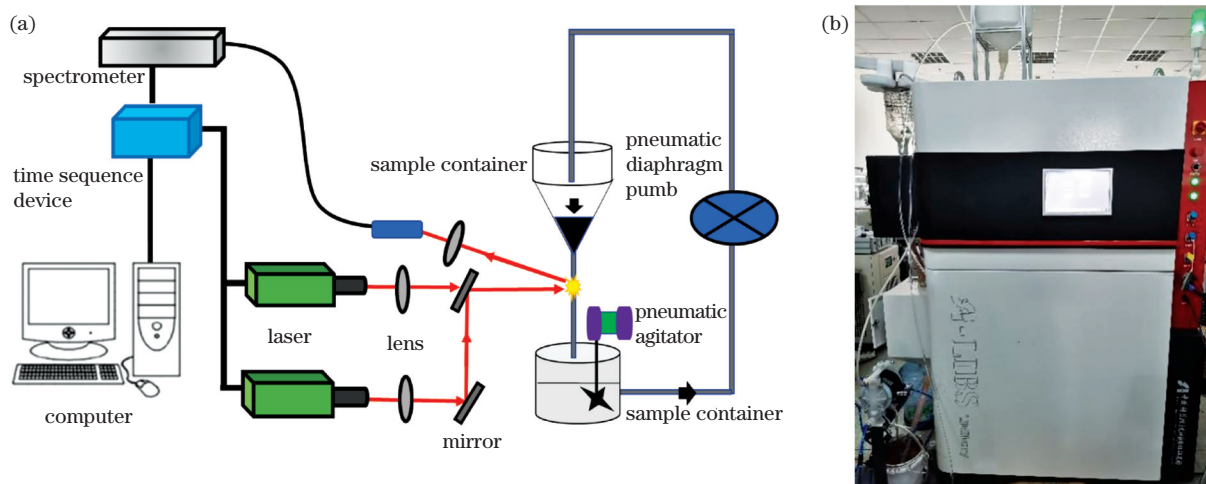 (a)
spectrometer
time sequence
device
computer
laser
lens
mirror
sample container
pneumatic
diaphragm
pumb
pneumatic
agitator
sample container
(b)